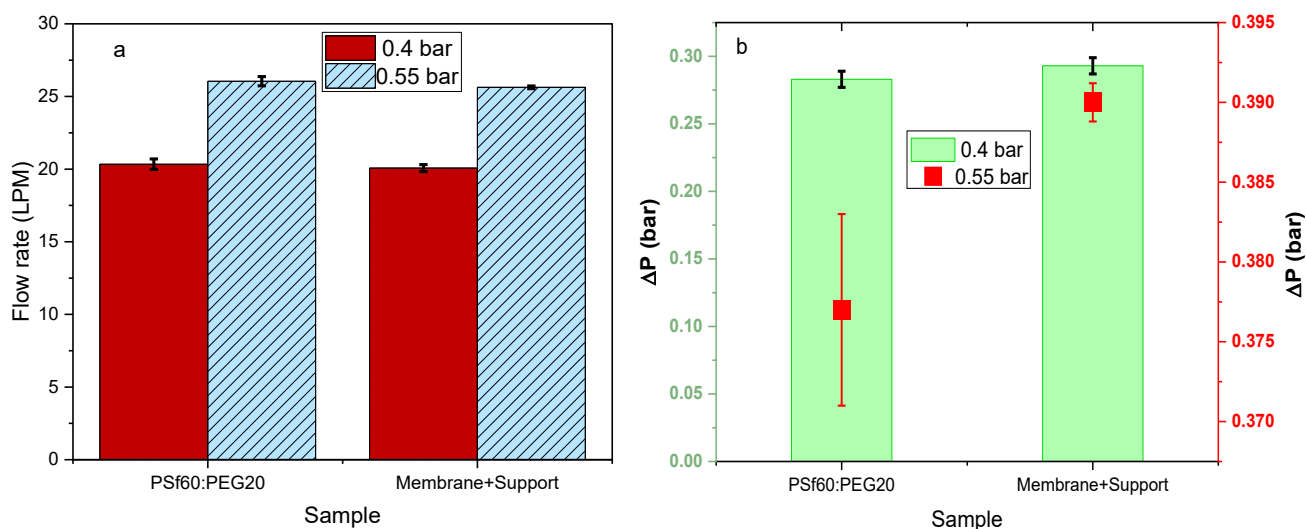 a
0.4 bar
0.55 bar
30
25
20
15
10
5
0
Flow rate (LPM)
PSf60:PEG20
Membrane+Support
Sample
b
0.4 bar
0.55 bar
0.30
0.25
0.20
0.15
0.10
0.05
0.00
ΔP (bar)
0.395
0.390
0.385
0.380
0.375
0.370
ΔP (bar)
PSf60:PEG20
Membrane+Support
Sample